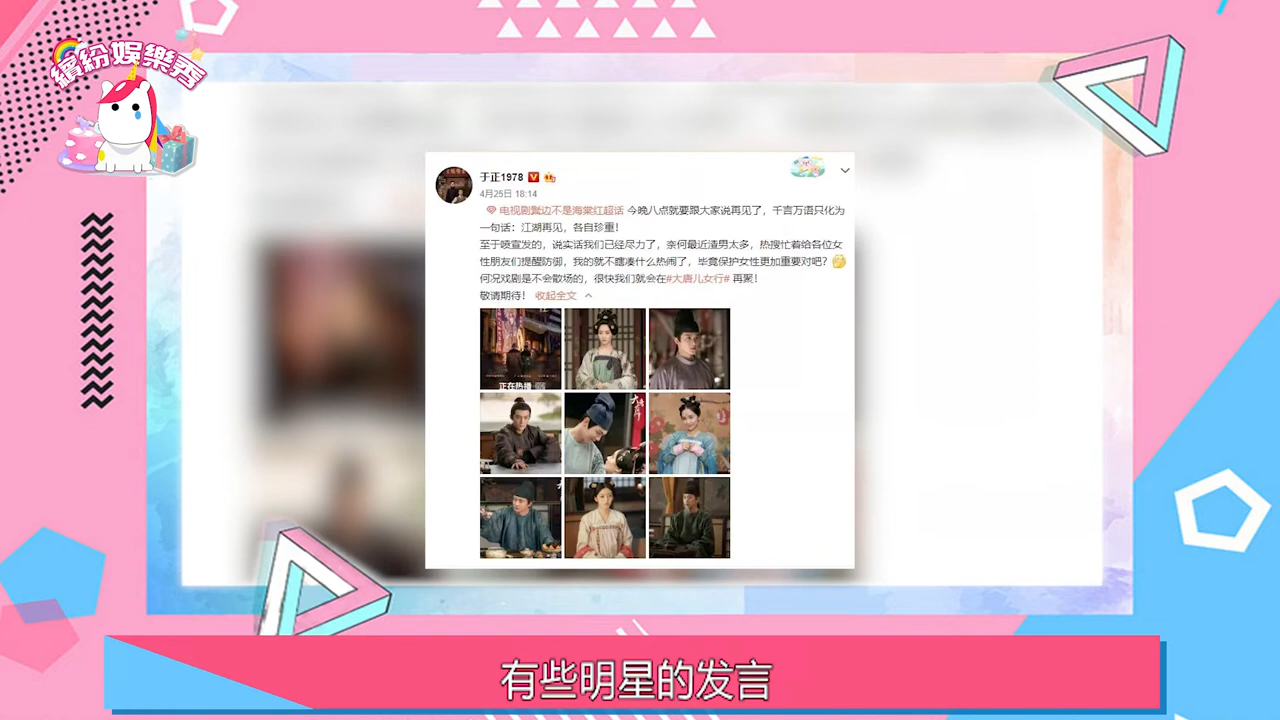 繽紛娛樂秀
于正1978
4月25日 18:14
电视剧鬓边不是海棠红超话 今晚八点就要跟大家说再见了，千言万语只化为
一句话：江湖再见，各自珍重！
至于喷宣发的，说实话我们已经尽力了，奈何最近渣男太多，热搜忙着给各位女
性朋友们提醒防御，我的就不瞎凑什么热闹了，毕竟保护女性更加重要对吧？
何况戏剧是不会散场的，很快我们就会在#大唐儿女行# 再聚！
敬请期待！ 收起全文
正在热播
有些明星的发言